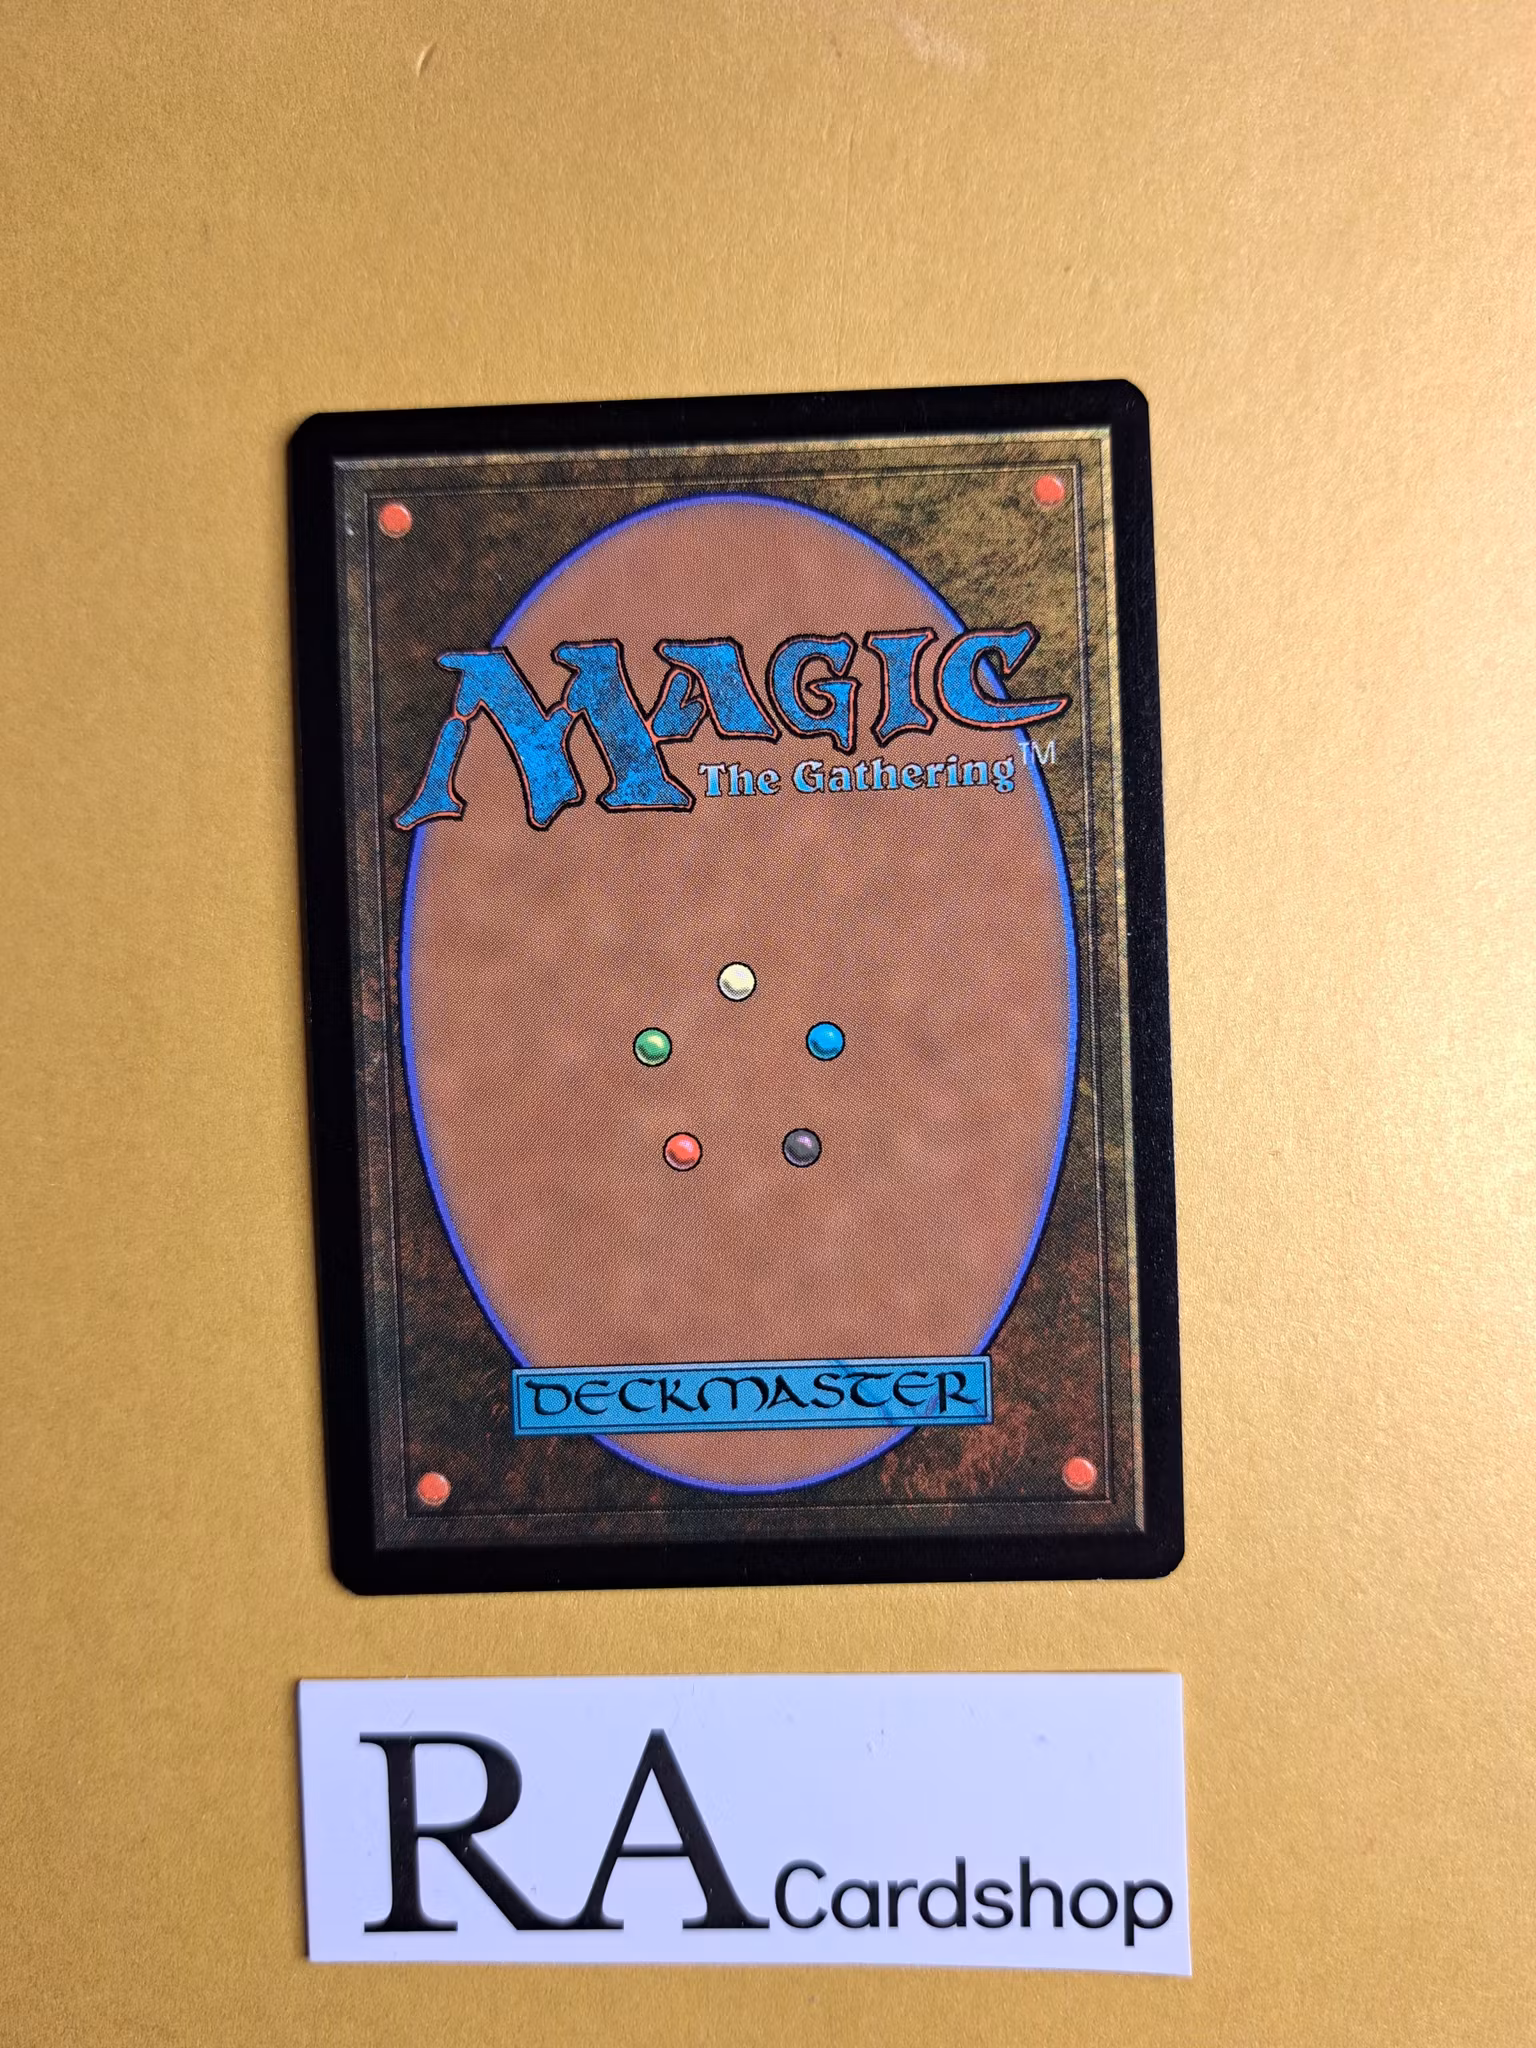 MAGIC
The Gathering™
DECKMASTER
RA Cardshop